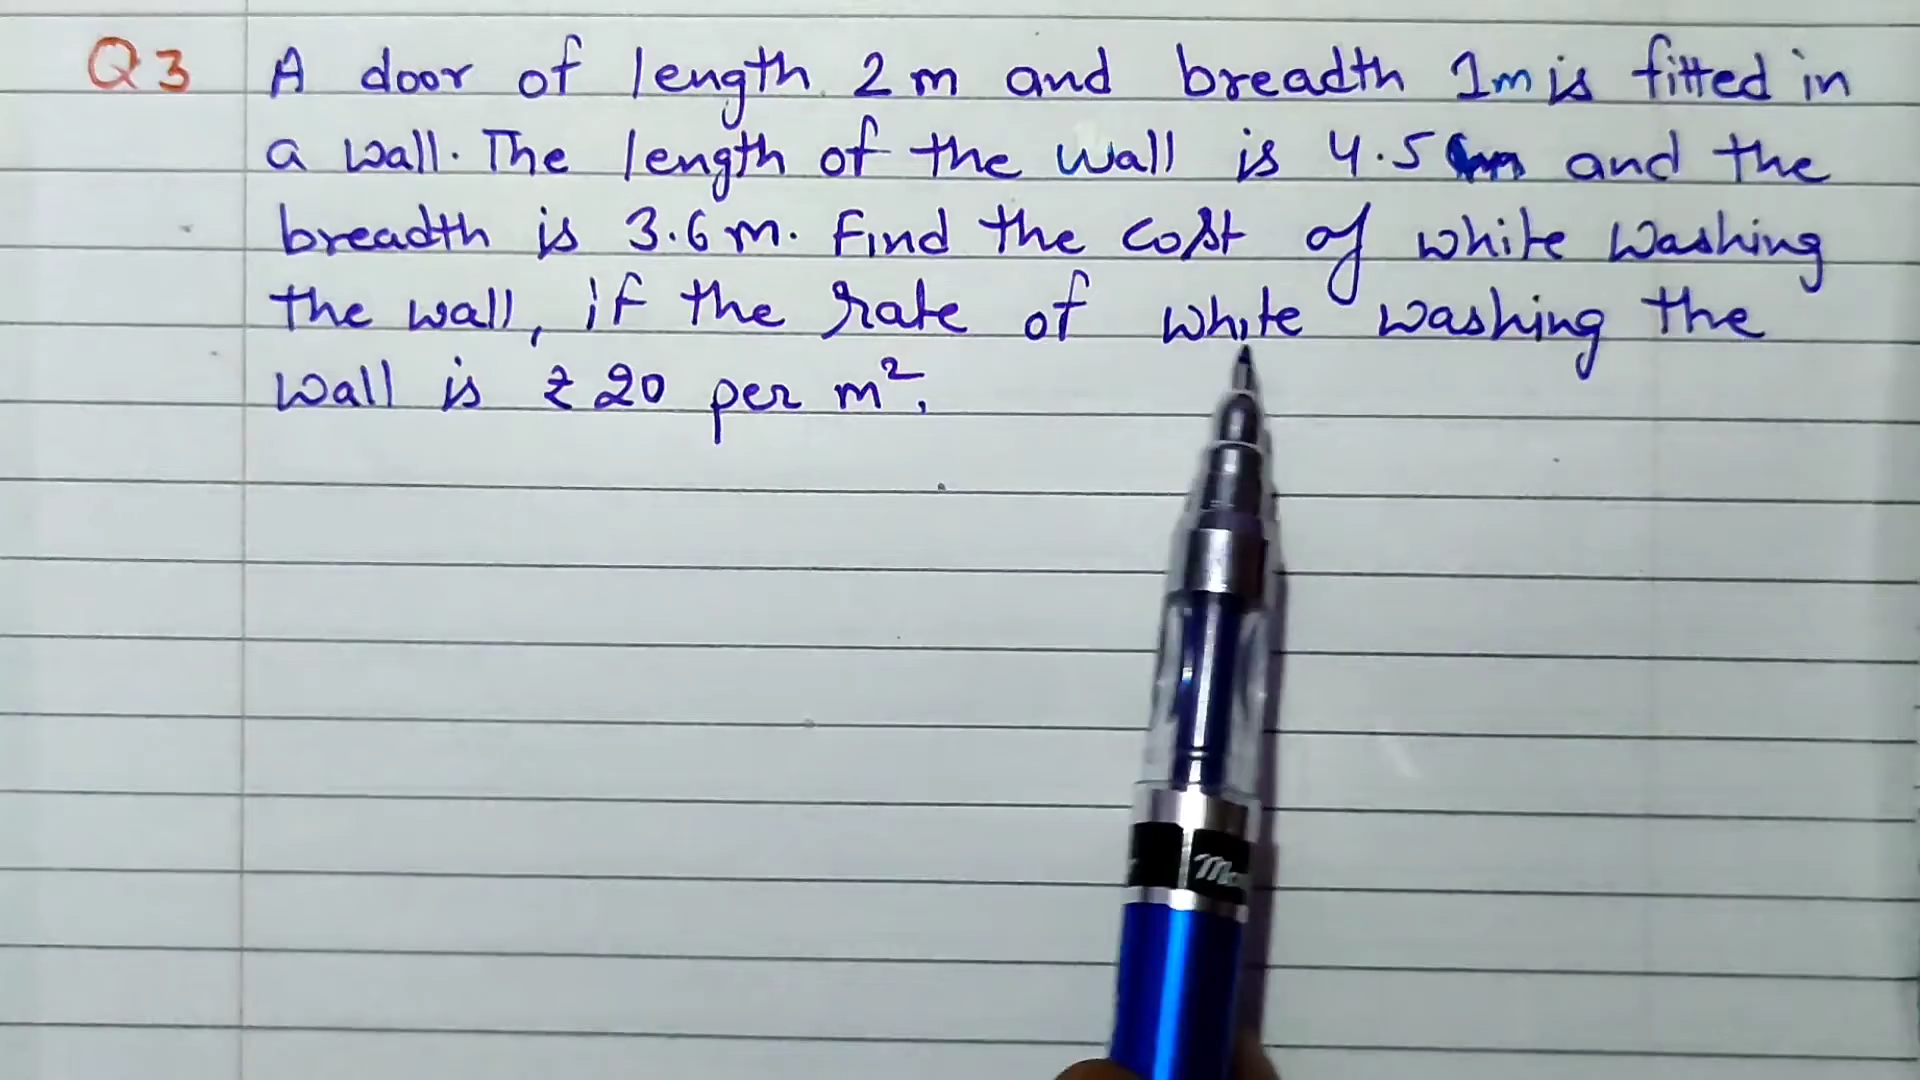 Q3 A door of length 2m and breadth 1m is fitted in
a wall. The length of the wall is 4.5 m and the
breadth is 3.6 m. Find the cost of white washing
the wall, if the rate of white washing the
wall is ₹ 20 per m².